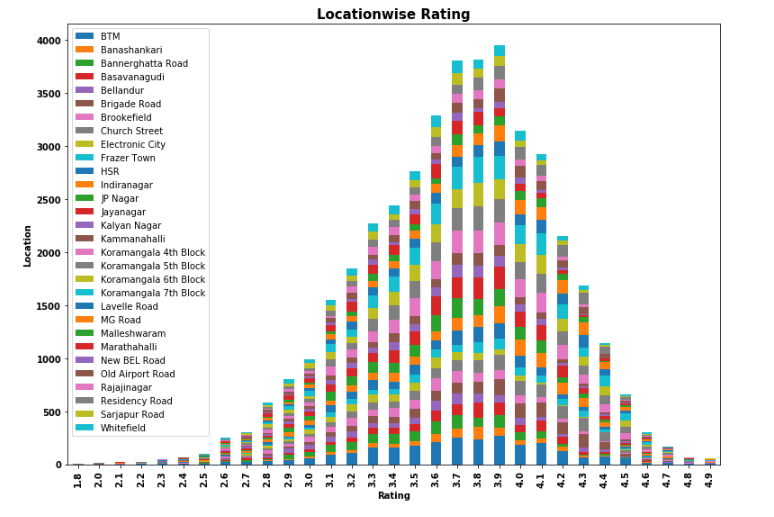 Locationwise Rating
BTM
Banashankari
Bannerghatta Road
Basavanagudi
Bellandur
Brigade Road
Brookefield
Church Street
Electronic City
Frazer Town
HSR
Indiranagar
JP Nagar
Jayanagar
Kalyan Nagar
Kammanahalli
Koramangala 4th Block
Koramangala 5th Block
Koramangala 6th Block
Koramangala 7th Block
Lavelle Road
MG Road
Malleshwaram
Marathahalli
New BEL Road
Old Airport Road
Rajajinagar
Residency Road
Sarjapur Road
Whitefield
4000
3500
3000
2500
2000
1500
1000
500
0
Location
1.8 2.0 2.1 2.2 2.3 2.4 2.5 2.6 2.7 2.8 2.9 3.0 3.1 3.2 3.3 3.4 3.5 3.6 3.7 3.8 3.9 4.0 4.1 4.2 4.3 4.4 4.5 4.6 4.7 4.8 4.9
Rating